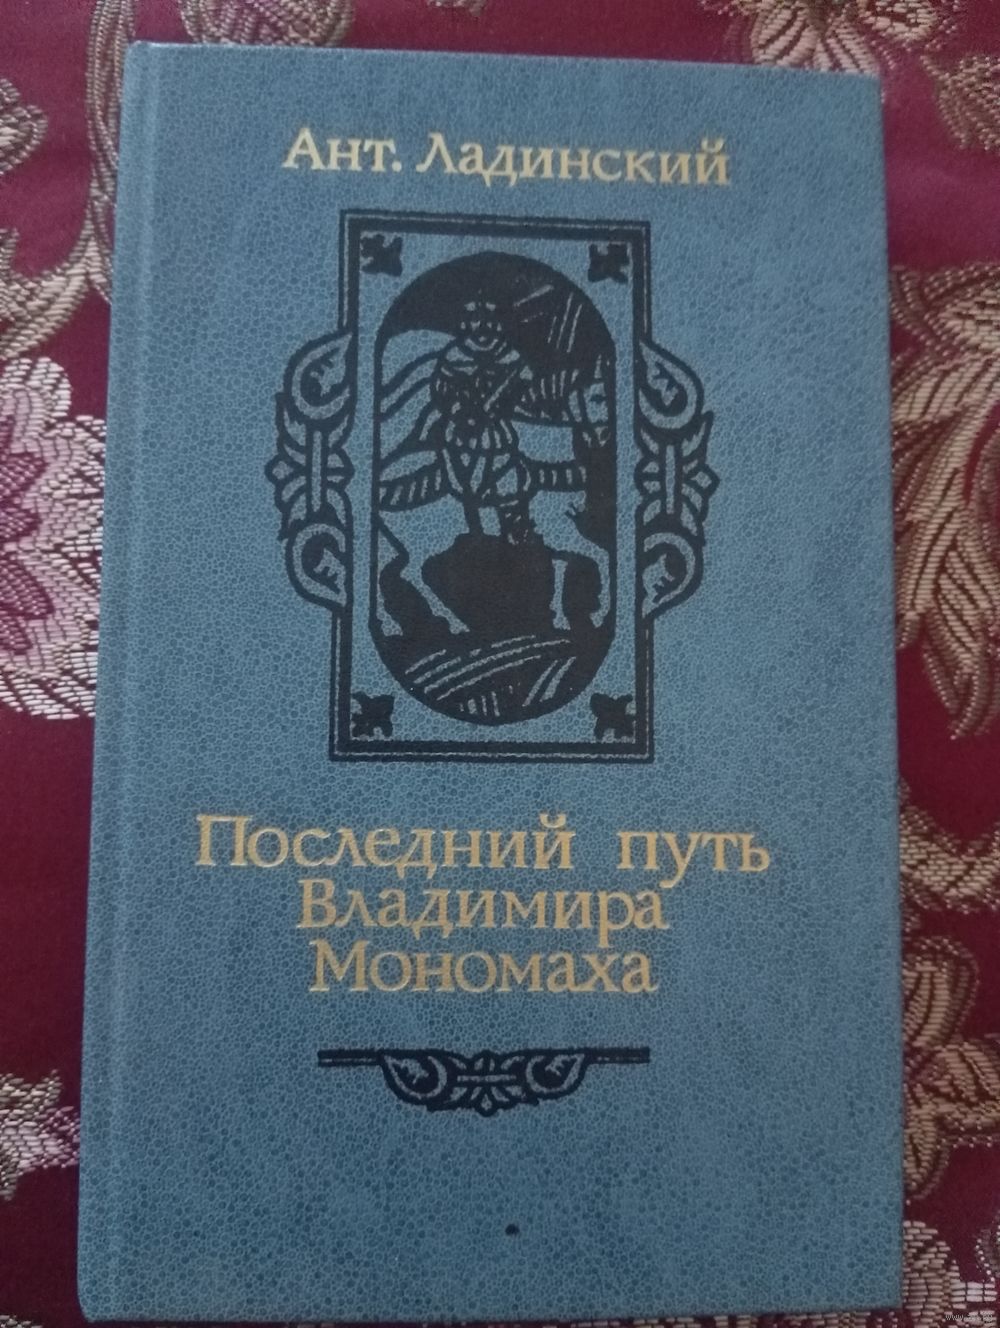 Ант. Ладинский
Последний путь
Владимира
Мономаха